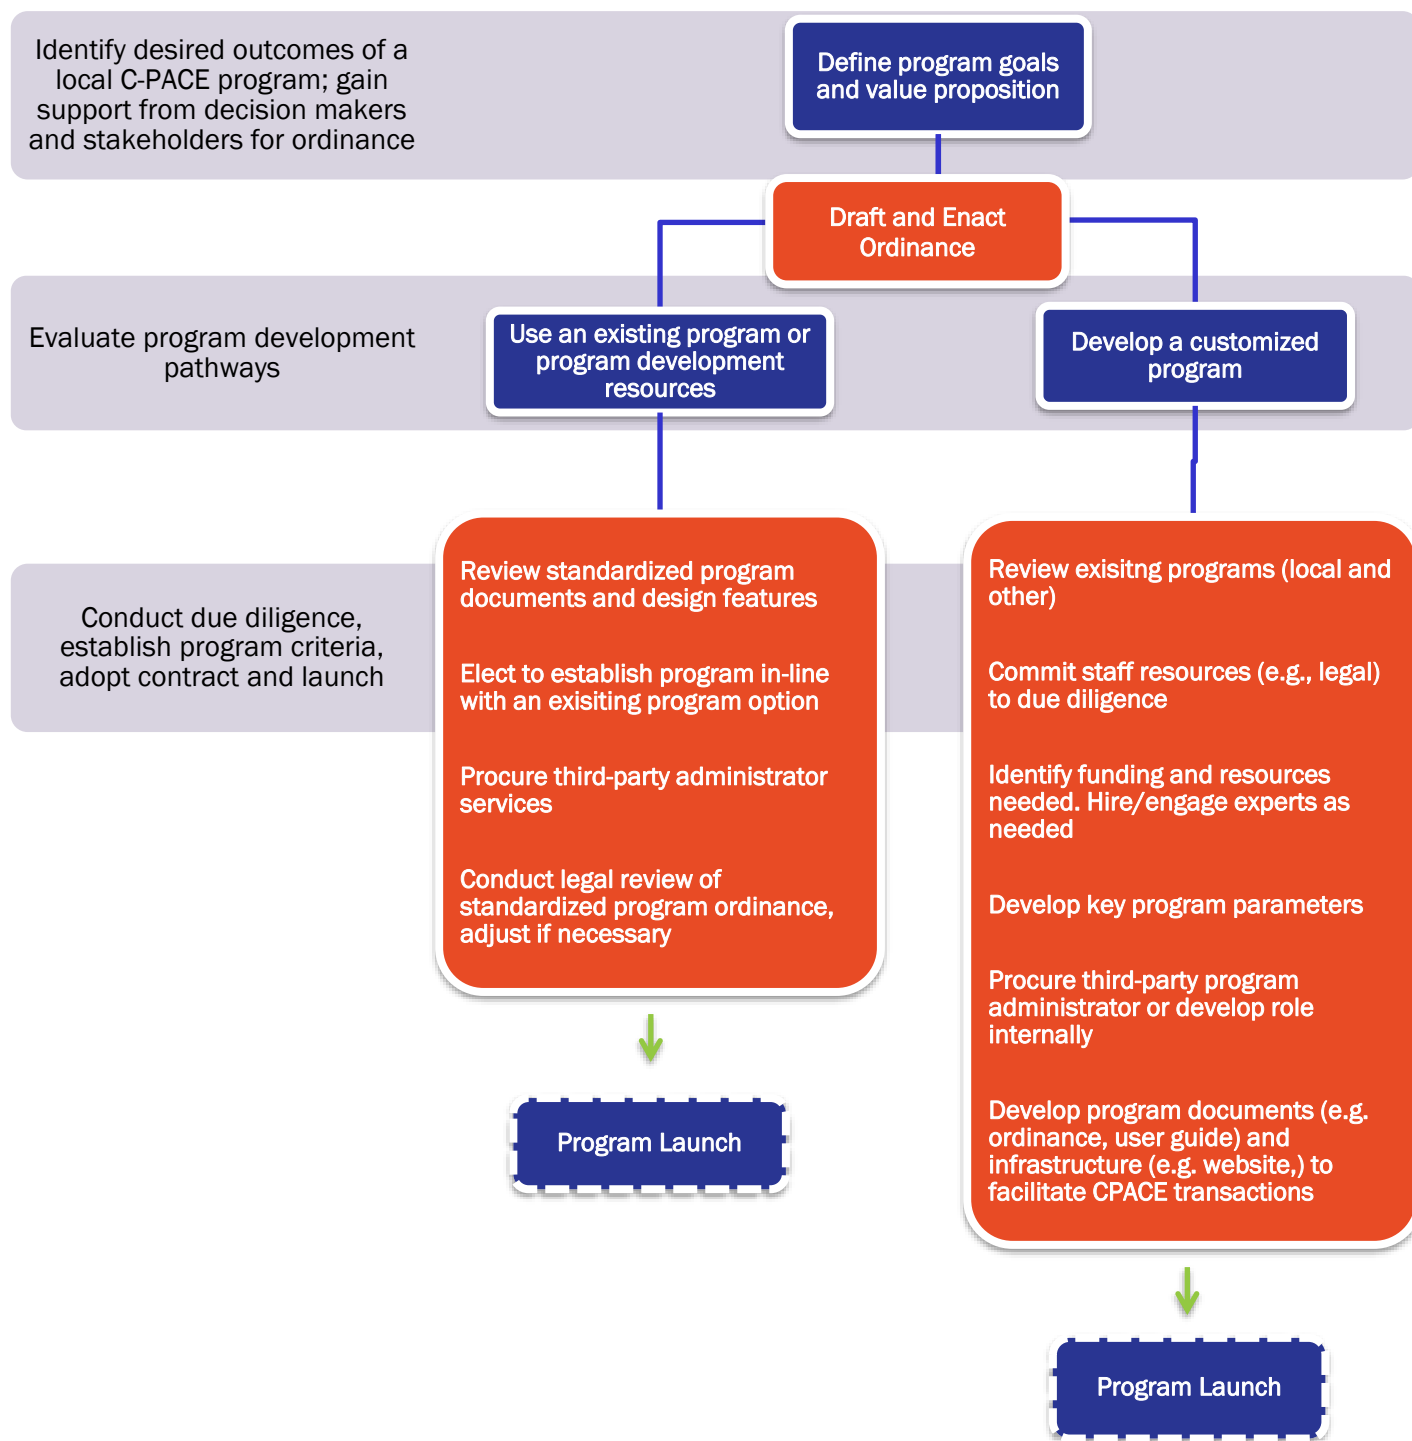 Identify desired outcomes of a
local C-PACE program; gain
support from decision makers
and stakeholders for ordinance
Define program goals
and value proposition
Draft and Enact
Ordinance
Evaluate program development
pathways
Use an existing program or
program development
resources
Develop a customized
program
Conduct due diligence,
establish program criteria,
adopt contract and launch
Review standardized program
documents and design features
Elect to establish program in-line
with an exisiting program option
Procure third-party administrator
services
Conduct legal review of
standardized program ordinance,
adjust if necessary
Program Launch
Review exisitng programs (local and
other)
Commit staff resources (e.g., legal)
to due diligence
Identify funding and resources
needed. Hire/engage experts as
needed
Develop key program parameters
Procure third-party program
administrator or develop role
internally
Develop program documents (e.g.
ordinance, user guide) and
infrastructure (e.g. website,) to
facilitate CPACE transactions
Program Launch